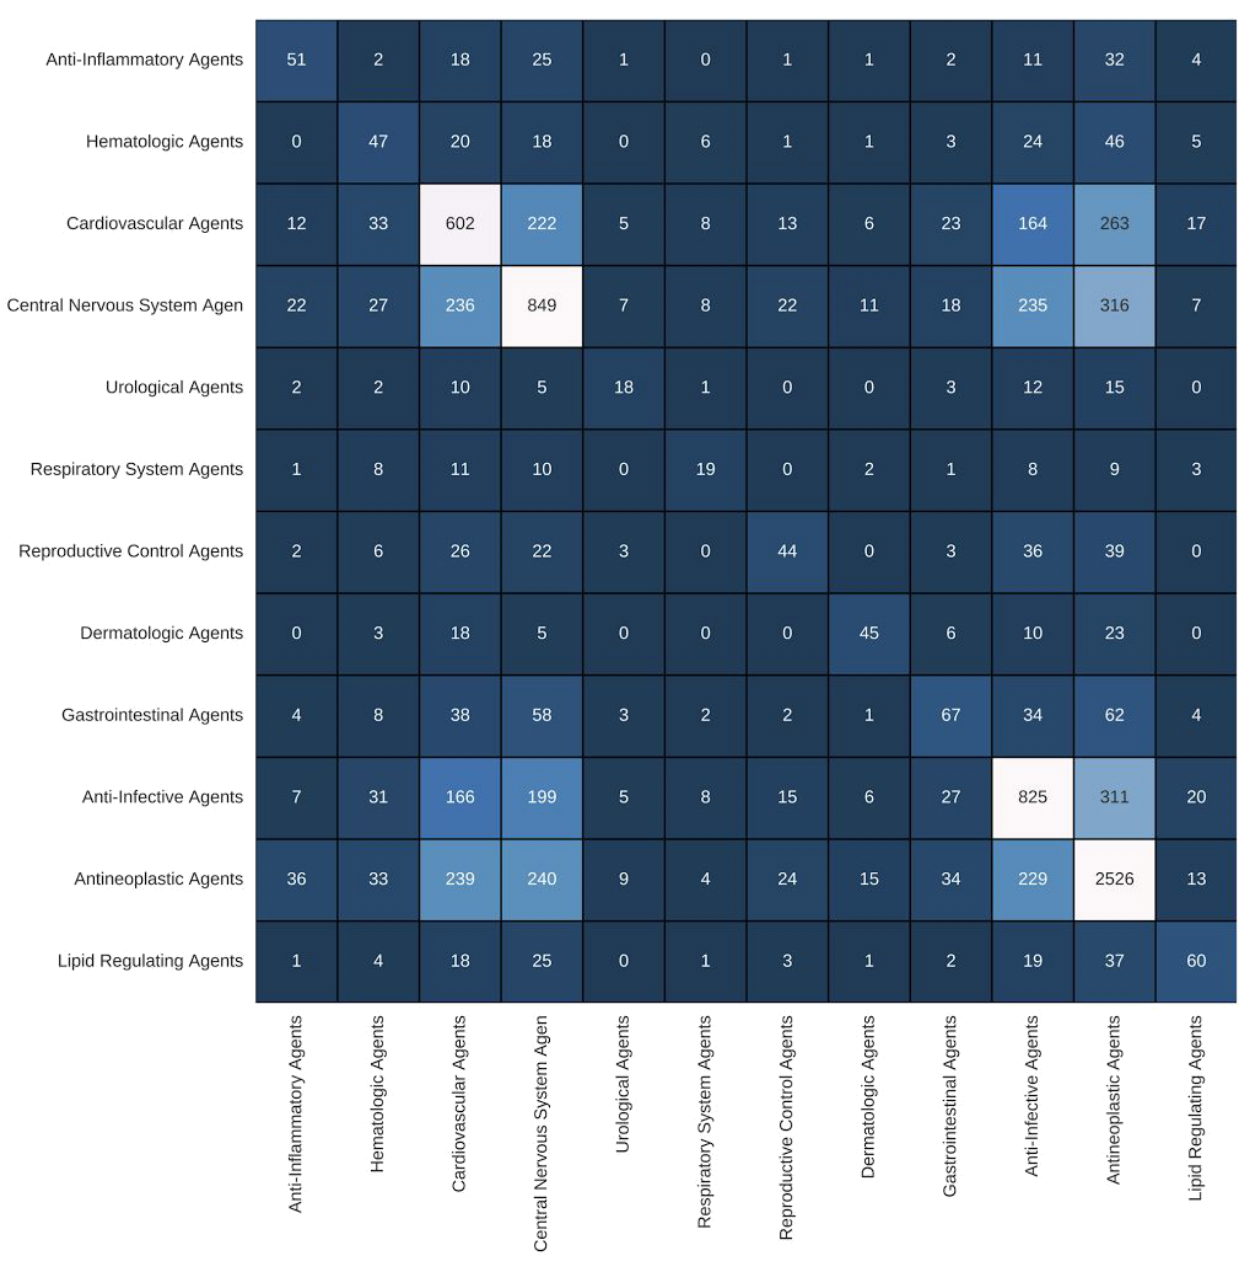 Anti-Inflammatory Agents 51 2 18 25 1 0 1 1 2 11 32 4
Hematologic Agents 0 47 20 18 0 6 1 1 3 24 46 5
Cardiovascular Agents 12 33 602 222 5 8 13 6 23 164 263 17
Central Nervous System Agen 22 27 236 849 7 8 22 11 18 235 316 7
Urological Agents 2 2 10 5 18 1 0 0 3 12 15 0
Respiratory System Agents 1 8 11 10 0 19 0 2 1 8 9 3
Reproductive Control Agents 2 6 26 22 3 0 44 0 3 36 39 0
Dermatologic Agents 0 3 18 5 0 0 0 45 6 10 23 0
Gastrointestinal Agents 4 8 38 58 3 2 2 1 67 34 62 4
Anti-Infective Agents 7 31 166 199 5 8 15 6 27 825 311 20
Antineoplastic Agents 36 33 239 240 9 4 24 15 34 229 2526 13
Lipid Regulating Agents 1 4 18 25 0 1 3 1 2 19 37 60
Anti-Inflammatory Agents
Hematologic Agents
Cardiovascular Agents
Central Nervous System Agen
Urological Agents
Respiratory System Agents
Reproductive Control Agents
Dermatologic Agents
Gastrointestinal Agents
Anti-Infective Agents
Antineoplastic Agents
Lipid Regulating Agents